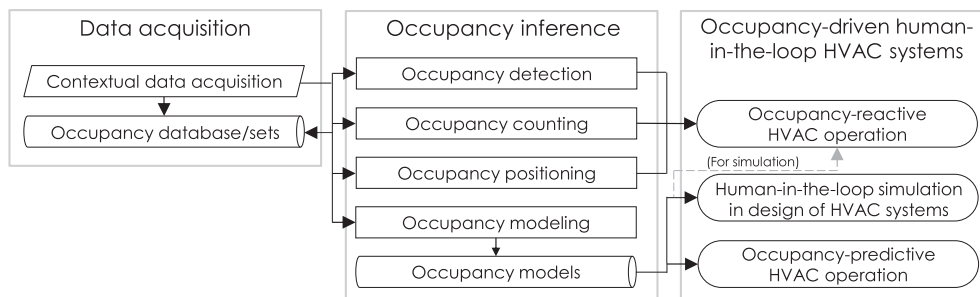 Data acquisition
Contextual data acquisition
Occupancy database/sets
Occupancy inference
Occupancy detection
Occupancy counting
Occupancy positioning
Occupancy modeling
Occupancy models
Occupancy-driven human-
in-the-loop HVAC systems
Occupancy-reactive
HVAC operation
(For simulation)
Human-in-the-loop simulation
in design of HVAC systems
Occupancy-predictive
HVAC operation